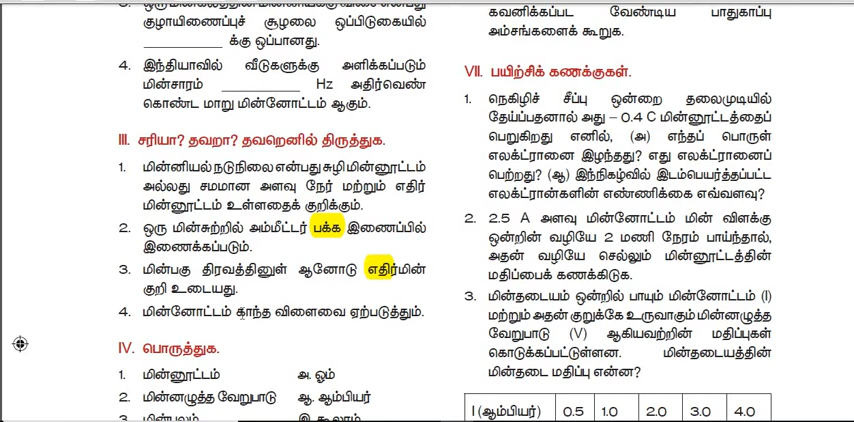 குழாயிணைப்புச் சூழலை ஒப்பிடுகையில்
____________ க்கு ஒப்பானது.
4. இந்தியாவில் வீடுகளுக்கு அளிக்கப்படும்
மின்சாரம் ____________ Hz அதிர்வெண்
கொண்ட மாறு மின்னோட்டம் ஆகும்.
III. சரியா? தவறா? தவறெனில் திருத்துக.
1. மின்னியல் நடுநிலை என்பது சுழி மின்னூட்டம்
அல்லது சமமான அளவு நேர் மற்றும் எதிர்
மின்னூட்டம் உள்ளதைக் குறிக்கும்.
2. ஒரு மின்சுற்றில் அம்மீட்டர் பக்க இணைப்பில்
இணைக்கப்படும்.
3. மின்பகு திரவத்தினுள் ஆனோடு எதிர்மின்
குறி உடையது.
4. மின்னோட்டம் காந்த விளைவை ஏற்படுத்தும்.
IV. பொருத்துக.
1. மின்னூட்டம் அ. ஓம்
2. மின்னழுத்த வேறுபாடு ஆ. ஆம்பியர்
3. மின்புலம் இ. கூலூம்
கவனிக்கப்பட வேண்டிய பாதுகாப்பு
அம்சங்களைக் கூறுக.
VII. பயிற்சிக் கணக்குகள்.
1. நெகிழிச் சீப்பு ஒன்றை தலைமுடியில்
தேய்ப்பதனால் அது – 0.4 C மின்னூட்டத்தைப்
பெறுகிறது எனில், (அ) எந்தப் பொருள்
எலக்ட்ரானை இழந்தது? எது எலக்ட்ரானைப்
பெற்றது? (ஆ) இந்நிகழ்வில் இடம்பெயர்த்தப்பட்ட
எலக்ட்ரான்களின் எண்ணிக்கை எவ்வளவு?
2. 2.5 A அளவு மின்னோட்டம் மின் விளக்கு
ஒன்றின் வழியே 2 மணி நேரம் பாய்ந்தால்,
அதன் வழியே செல்லும் மின்னூட்டத்தின்
மதிப்பைக் கணக்கிடுக.
3. மின்தடையம் ஒன்றில் பாயும் மின்னோட்டம் (I)
மற்றும் அதன் குறுக்கே உருவாகும் மின்னழுத்த
வேறுபாடு (V) ஆகியவற்றின் மதிப்புகள்
கொடுக்கப்பட்டுள்ளன. மின்தடையத்தின்
மின்தடை மதிப்பு என்ன?
I (ஆம்பியர்) 0.5 1.0 2.0 3.0 4.0